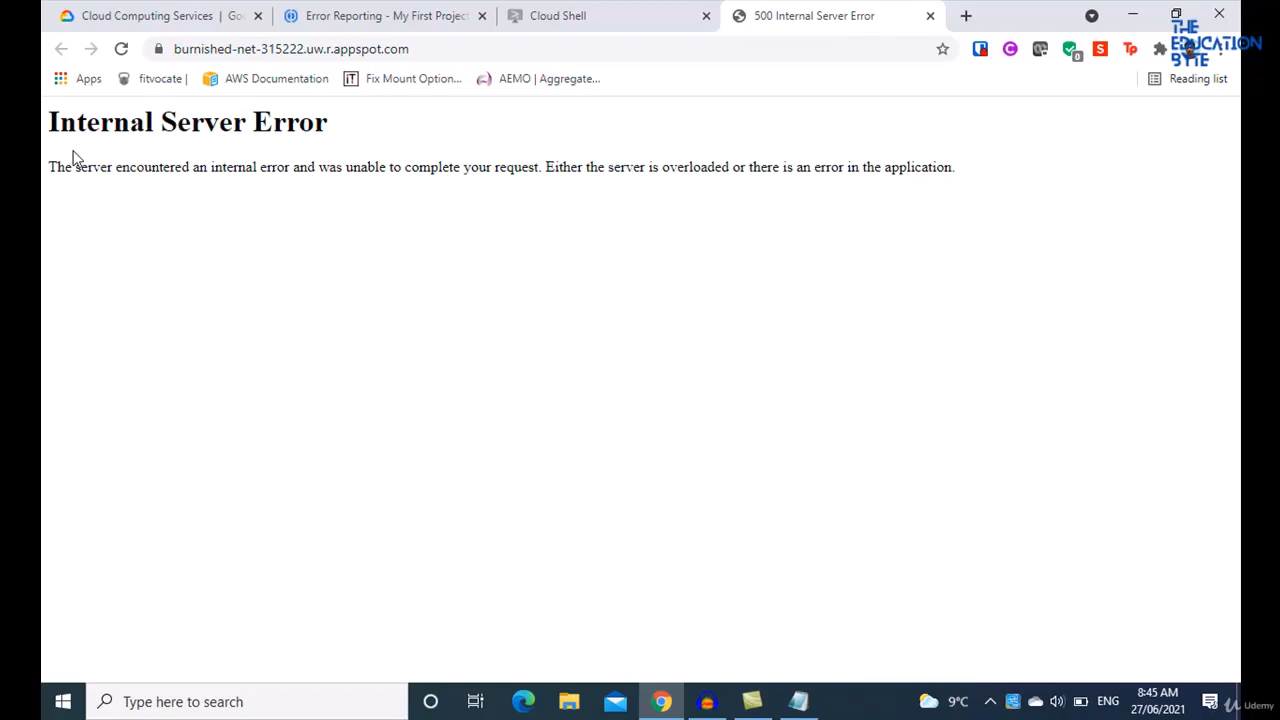 Cloud Computing Services | Go
Error Reporting - My First Project
Cloud Shell
500 Internal Server Error
THE
EDUCATION
BYTE
burnished-net-315222.uw.r.appspot.com
0
S
Tp
Apps
fitvocate |
AWS Documentation
iT
Fix Mount Option...
AEMO | Aggregate...
Reading list
Internal Server Error
The server encountered an internal error and was unable to complete your request. Either the server is overloaded or there is an error in the application.
Type here to search
9°C
ENG
8:45 AM
27/06/2021
Udemy